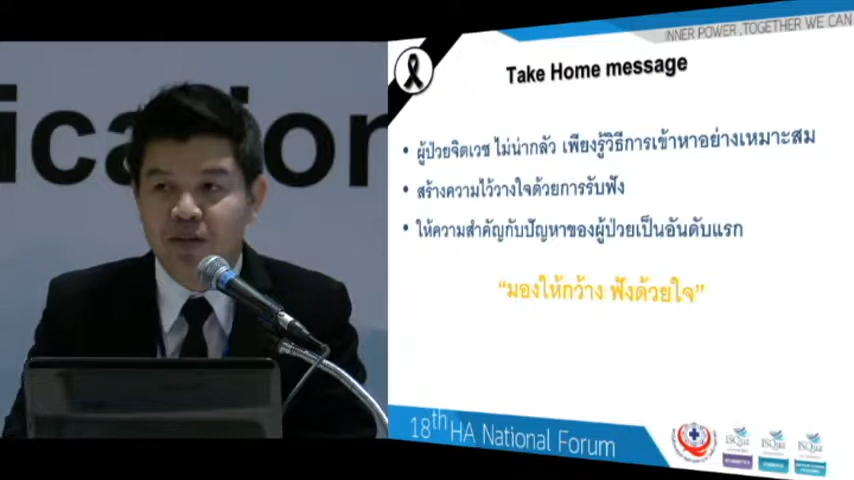 ication
INNER POWER , TOGETHER WE CAN
Take Home message
• ผู้ป่วยจิตเวช ไม่น่ากลัว เพียงรู้วิธีการเข้าหาอย่างเหมาะสม
• สร้างความไว้วางใจด้วยการรับฟัง
• ให้ความสำคัญกับปัญหาของผู้ป่วยเป็นอันดับแรก
“มองให้กว้าง ฟังด้วยใจ”
18th HA National Forum
ISQua ISQua ISQua